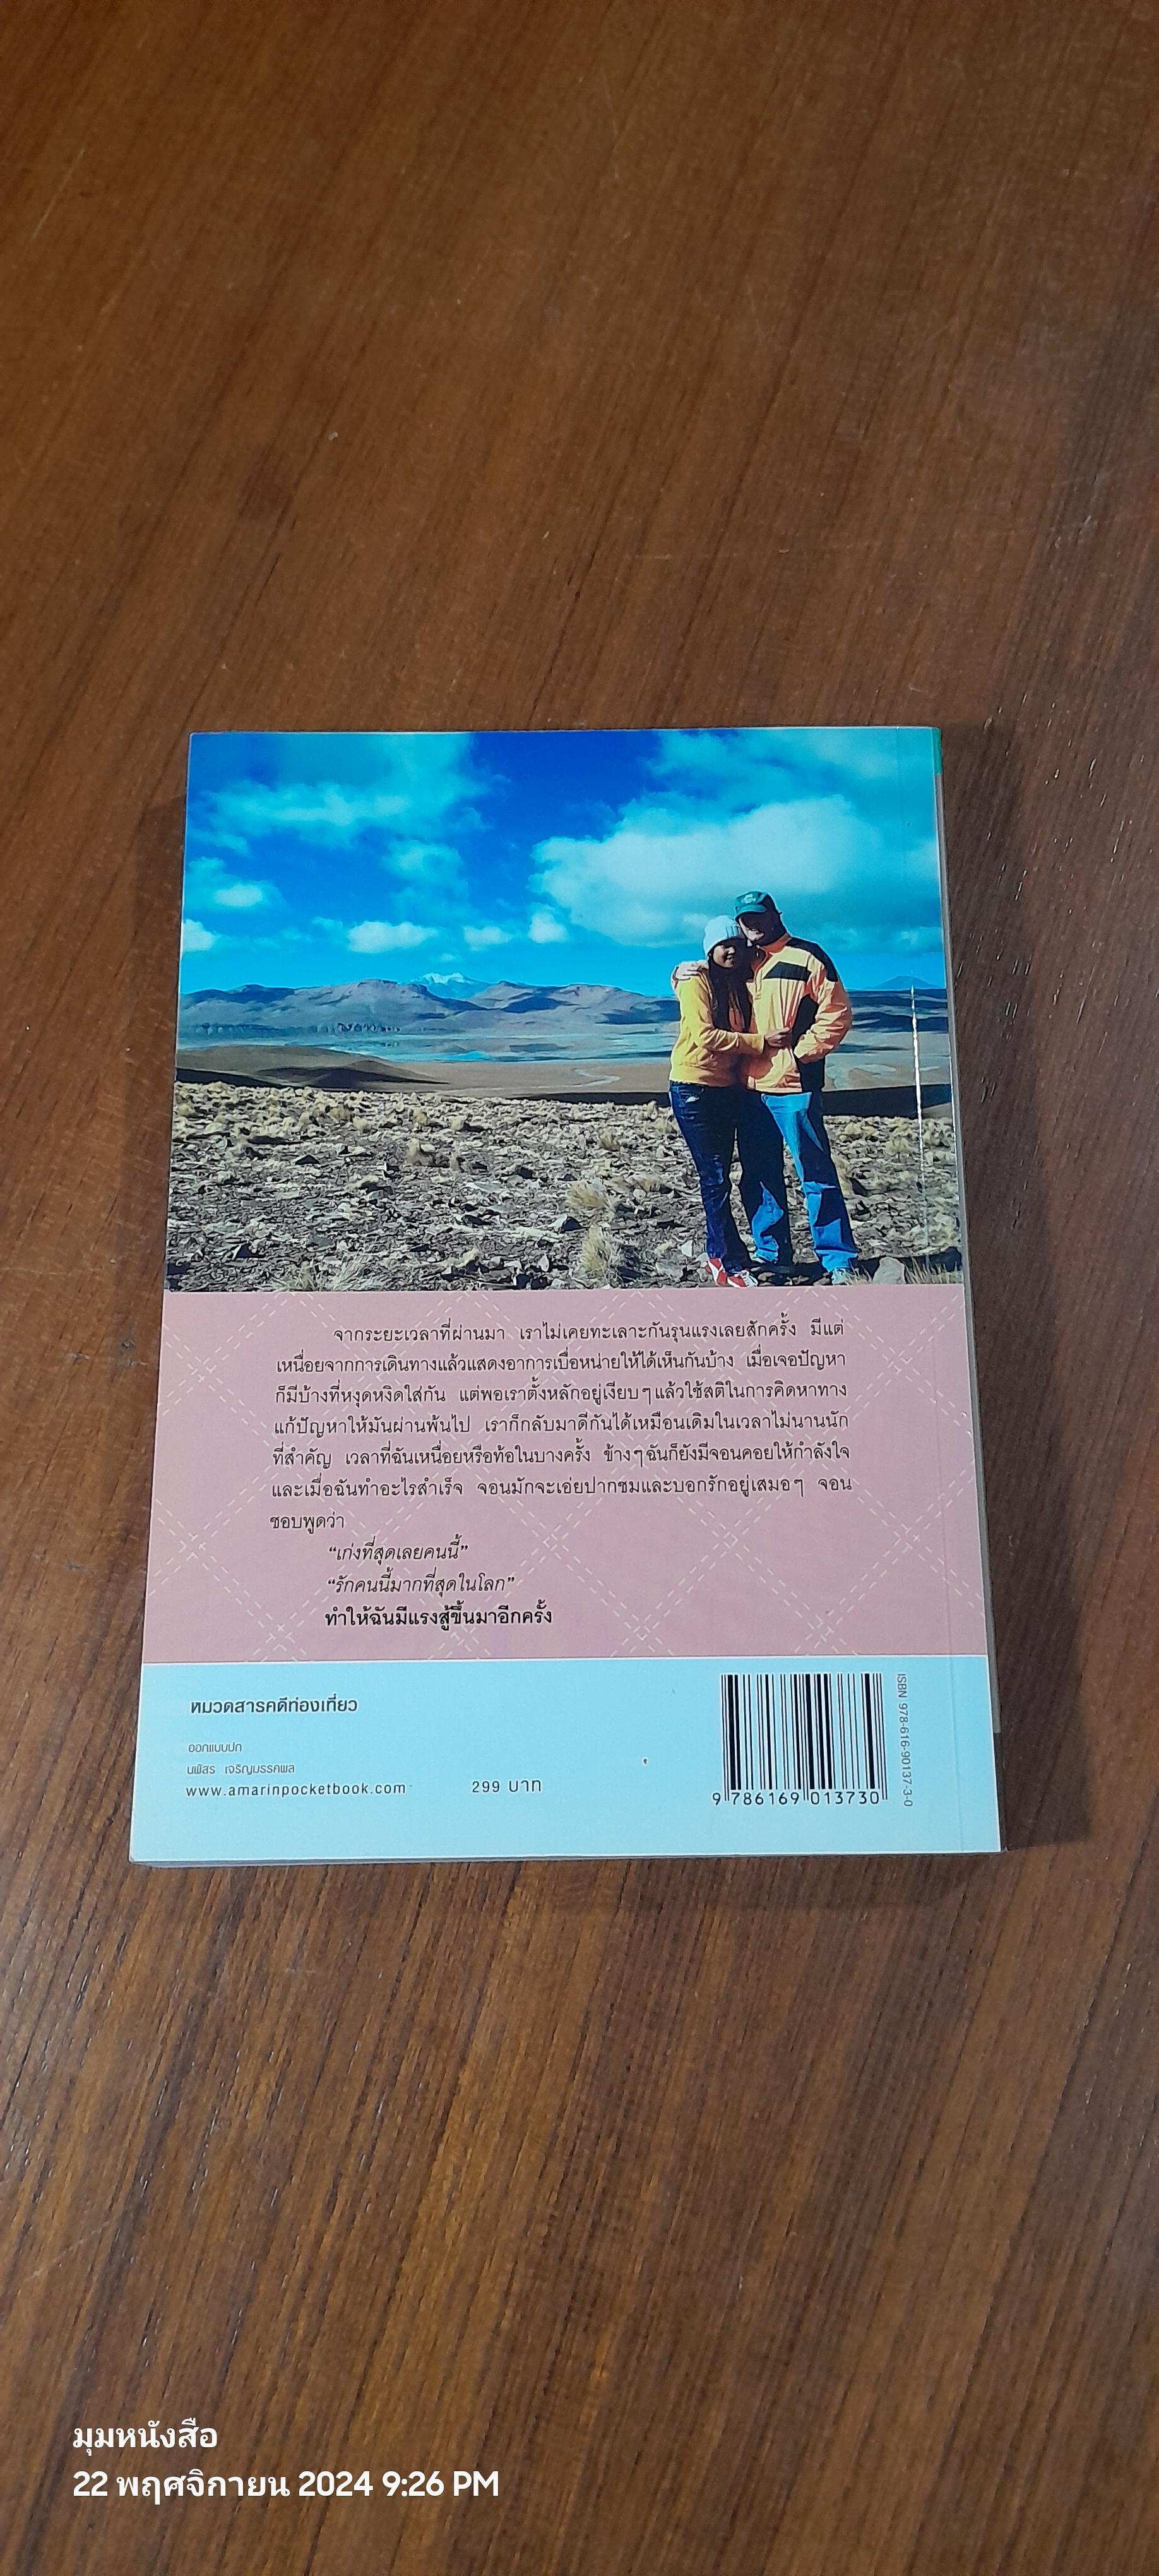 จากระยะเวลาที่ผ่านมา เราไม่เคยทะเลาะกันรุนแรงเลยสักครั้ง มีแต่
เหนื่อยจากการเดินทางแล้วแสดงอาการเบื่อหน่ายให้ได้เห็นกันบ้าง เมื่อเจอปัญหา
ก็มีบ้างที่หงุดหงิดใส่กัน แต่พอเราตั้งหลักอยู่เงียบๆ แล้วใช้สติในการคิดหาทาง
แก้ปัญหาให้มันผ่านพ้นไป เราก็กลับมาดีกันได้เหมือนเดิมในเวลาไม่นานนัก
ที่สำคัญ เวลาที่ฉันเหนื่อยหรือท้อในบางครั้ง ข้างๆ ฉันก็ยังมีจอนคอยให้กำลังใจ
และเมื่อฉันทำอะไรสำเร็จ จอนมักจะเอ่ยปากชมและบอกรักอยู่เสมอๆ จอน
ชอบพูดว่า
“เก่งที่สุดเลยคนนี้”
“รักคนนี้มากที่สุดในโลก”
ทำให้ฉันมีแรงสู้ขึ้นมาอีกครั้ง
หมวดสารคดีท่องเที่ยว
ออกแบบปก
นพิสร เจริญมรรคผล
www.amarinpocketbook.com
299 บาท
9 786169 013730
ISBN 978-616-90137-3-0
มุมหนังสือ
22 พฤศจิกายน 2024 9:26 PM